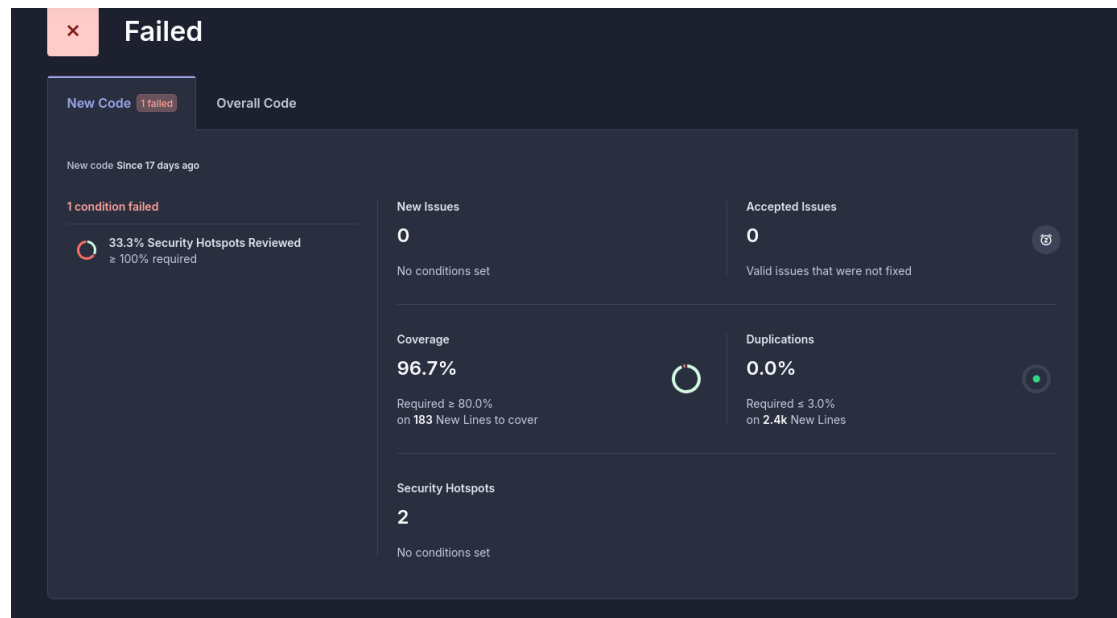 Failed
New Code 1 failed
Overall Code
New code Since 17 days ago
1 condition failed
33.3% Security Hotspots Reviewed
≥ 100% required
New Issues
0
No conditions set
Accepted Issues
0
Valid issues that were not fixed
Coverage
96.7%
Required ≥ 80.0%
on 183 New Lines to cover
Duplications
0.0%
Required ≤ 3.0%
on 2.4k New Lines
Security Hotspots
2
No conditions set